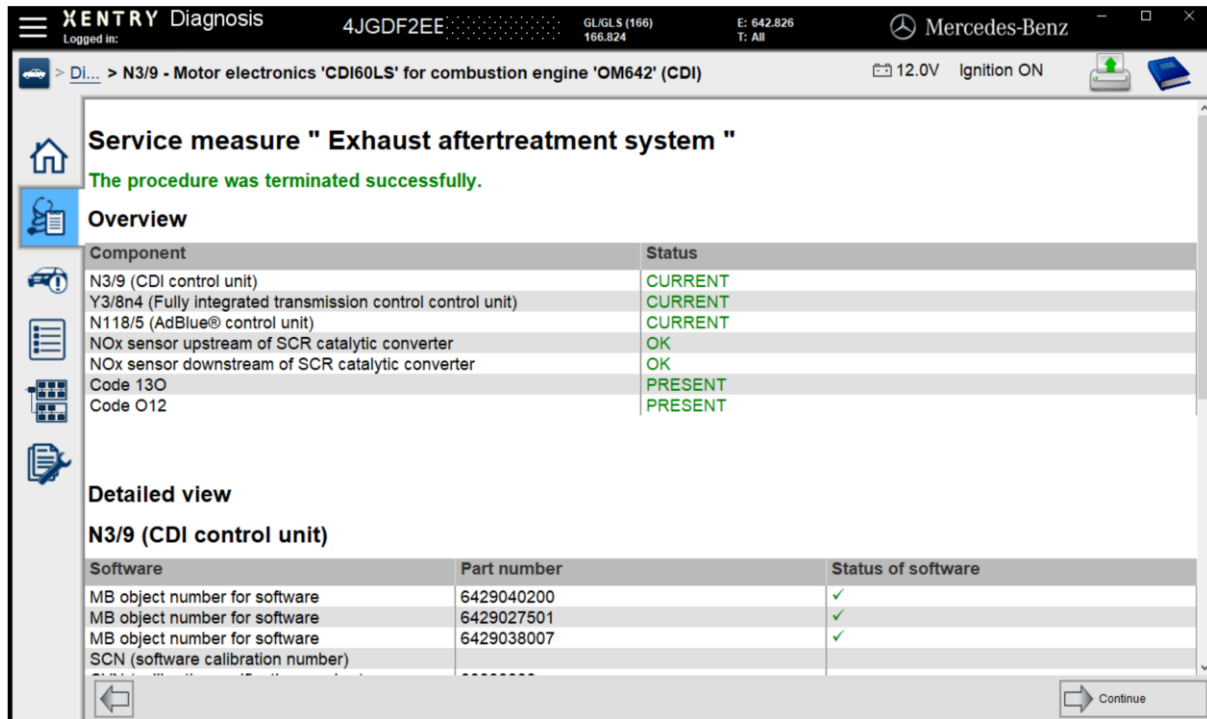 XENTRY Diagnosis
Logged in:
4JGDF2EE
GL/GLS (166)
166.824
E: 642.826
T: All
Mercedes-Benz
> Di... > N3/9 - Motor electronics 'CDI60LS' for combustion engine 'OM642' (CDI)
12.0V Ignition ON
Service measure " Exhaust aftertreatment system "
The procedure was terminated successfully.
Overview
Component Status
N3/9 (CDI control unit) CURRENT
Y3/8n4 (Fully integrated transmission control control unit) CURRENT
N118/5 (AdBlue® control unit) CURRENT
NOx sensor upstream of SCR catalytic converter OK
NOx sensor downstream of SCR catalytic converter OK
Code 13O PRESENT
Code O12 PRESENT
Detailed view
N3/9 (CDI control unit)
Software Part number Status of software
MB object number for software 6429040200 ✓
MB object number for software 6429027501 ✓
MB object number for software 6429038007 ✓
SCN (software calibration number)
Continue